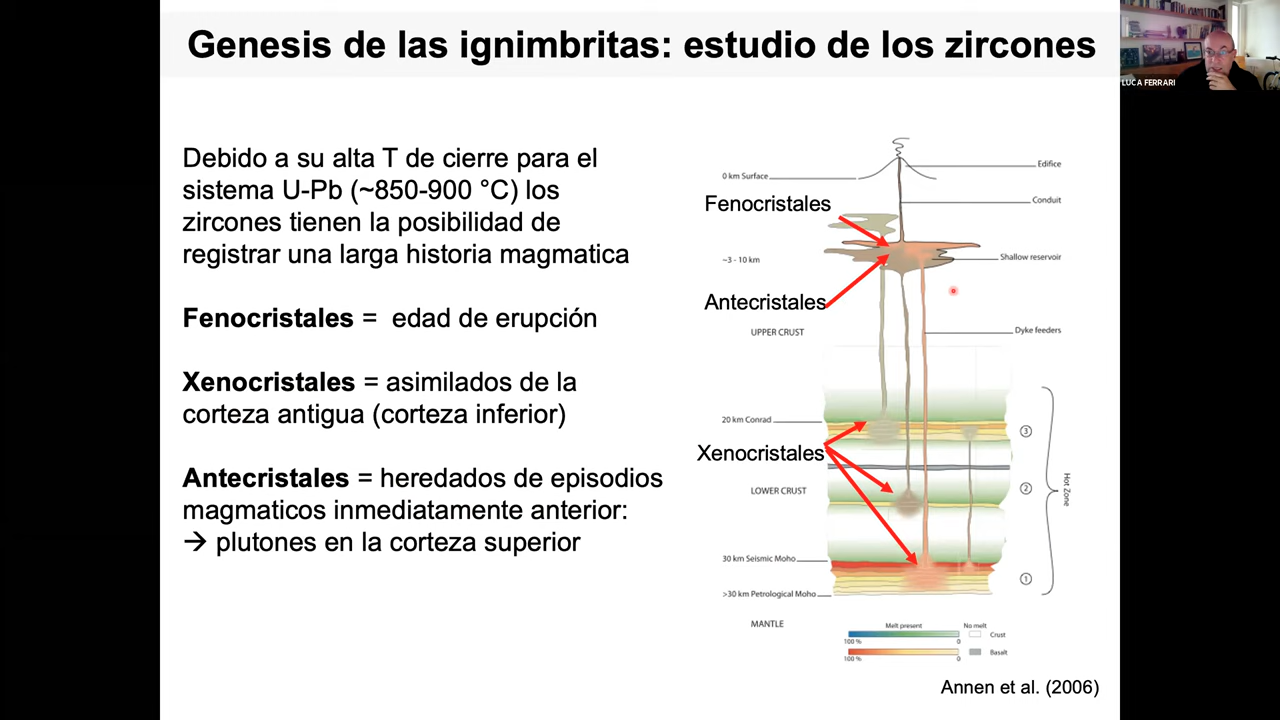 Genesis de las ignimbritas: estudio de los zircones
LUCA FERRARI
Debido a su alta T de cierre para el
sistema U-Pb (~850-900 °C) los
zircones tienen la posibilidad de
registrar una larga historia magmatica
Fenocristales = edad de erupción
Xenocristales = asimilados de la
corteza antigua (corteza inferior)
Antecristales = heredados de episodios
magmaticos inmediatamente anterior:
→ plutones en la corteza superior
Edifice
0 km Surface
Conduit
Fenocristales
~3 - 10 km
Shallow reservoir
Antecristales
UPPER CRUST
Dyke feeders
20 km Conrad
3
Xenocristales
LOWER CRUST
2
Hot Zone
30 km Seismic Moho
1
>30 km Petrological Moho
MANTLE
Melt present
No melt
100 %
0
Crust
100 %
0
Basalt
Annen et al. (2006)